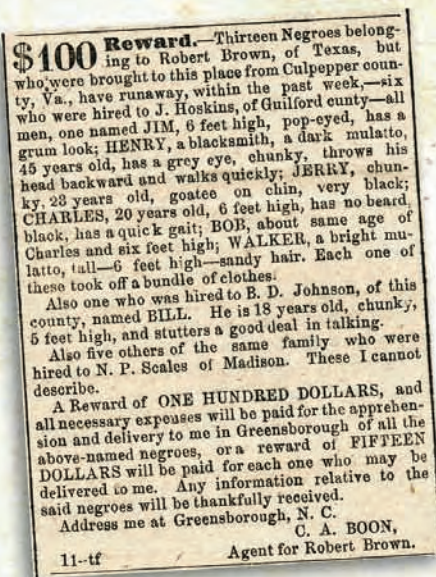 $100 Reward.—Thirteen Negroes belong-
ing to Robert Brown, of Texas, but
who were brought to this place from Culpepper coun-
ty, Va., have runaway, within the past week,—six
who were hired to J. Hoskins, of Guilford cunty—all
men, one named JIM, 6 feet high, pop-eyed, has a
grum look; HENRY, a blacksmith, a dark mulatto,
45 years old, has a grey eye, chunky, throws his
head backward and walks quickly; JERRY, chun-
ky, 23 years old, goatee on chin, very black;
CHARLES, 20 years old, 6 feet high, has no beard,
black, has a quick gait; BOB, about same age of
Charles and six feet high; WALKER, a bright mu-
latto, tall—6 feet high—sandy hair. Each one of
these took off a bundle of clothes.
Also one who was hired to B. D. Johnson, of this
county, named BILL. He is 18 years old, chunky,
5 feet high, and stutters a good deal in talking.
Also five others of the same family who were
hired to N. P. Scales of Madison. These I cannot
describe.
A Reward of ONE HUNDRED DOLLARS, and
all necessary expenses will be paid for the apprehen-
sion and delivery to me in Greensborough of all the
above-named negroes, or a reward of FIFTEEN
DOLLARS will be paid for each one who may be
delivered to me. Any information relative to the
said negroes will be thankfully received.
Address me at Greensborough, N. C.
C. A. BOON,
11--tf Agent for Robert Brown.